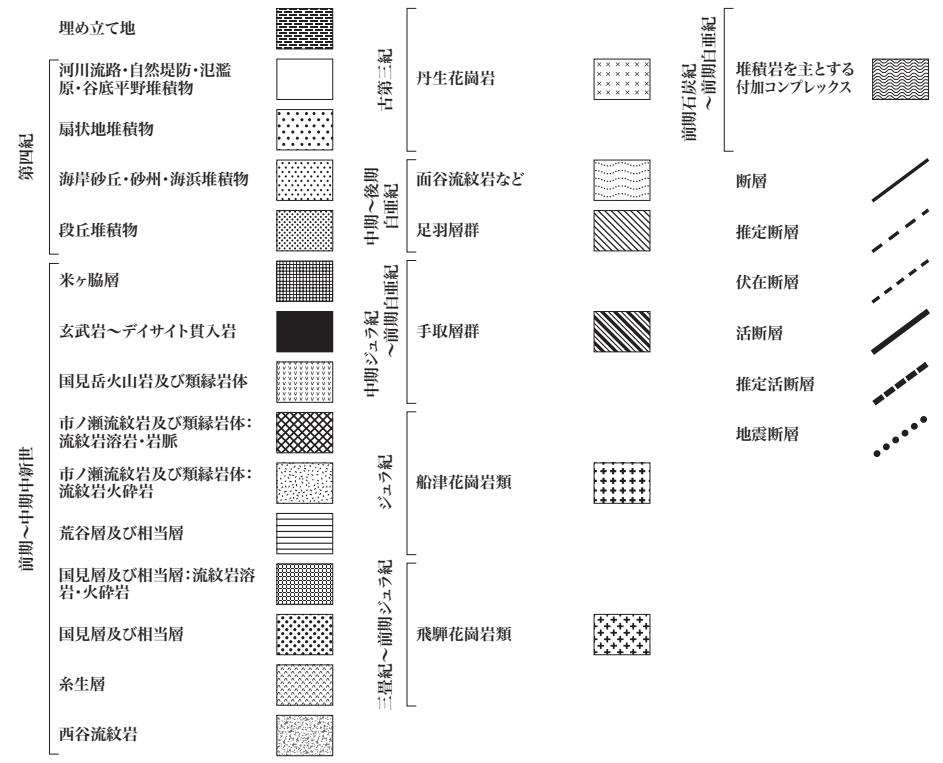 埋め立て地
第四紀
河川流路・自然堤防・氾濫
原・谷底平野堆積物
扇状地堆積物
海岸砂丘・砂州・海浜堆積物
段丘堆積物
前期〜中期中新世
米ヶ脇層
玄武岩〜デイサイト貫入岩
国見岳火山岩及び類縁岩体
市ノ瀬流紋岩及び類縁岩体：
流紋岩溶岩・岩脈
市ノ瀬流紋岩及び類縁岩体：
流紋岩火砕岩
荒谷層及び相当層
国見層及び相当層：流紋岩溶
岩・火砕岩
国見層及び相当層
糸生層
西谷流紋岩
古第三紀
丹生花崗岩
中期〜後期
白亜紀
面谷流紋岩など
足羽層群
中期ジュラ紀
〜前期白亜紀
手取層群
ジュラ紀
船津花崗岩類
三畳紀〜前期ジュラ紀
飛騨花崗岩類
前期石炭紀
〜前期白亜紀
堆積岩を主とする
付加コンプレックス
断層
推定断層
伏在断層
活断層
推定活断層
地震断層